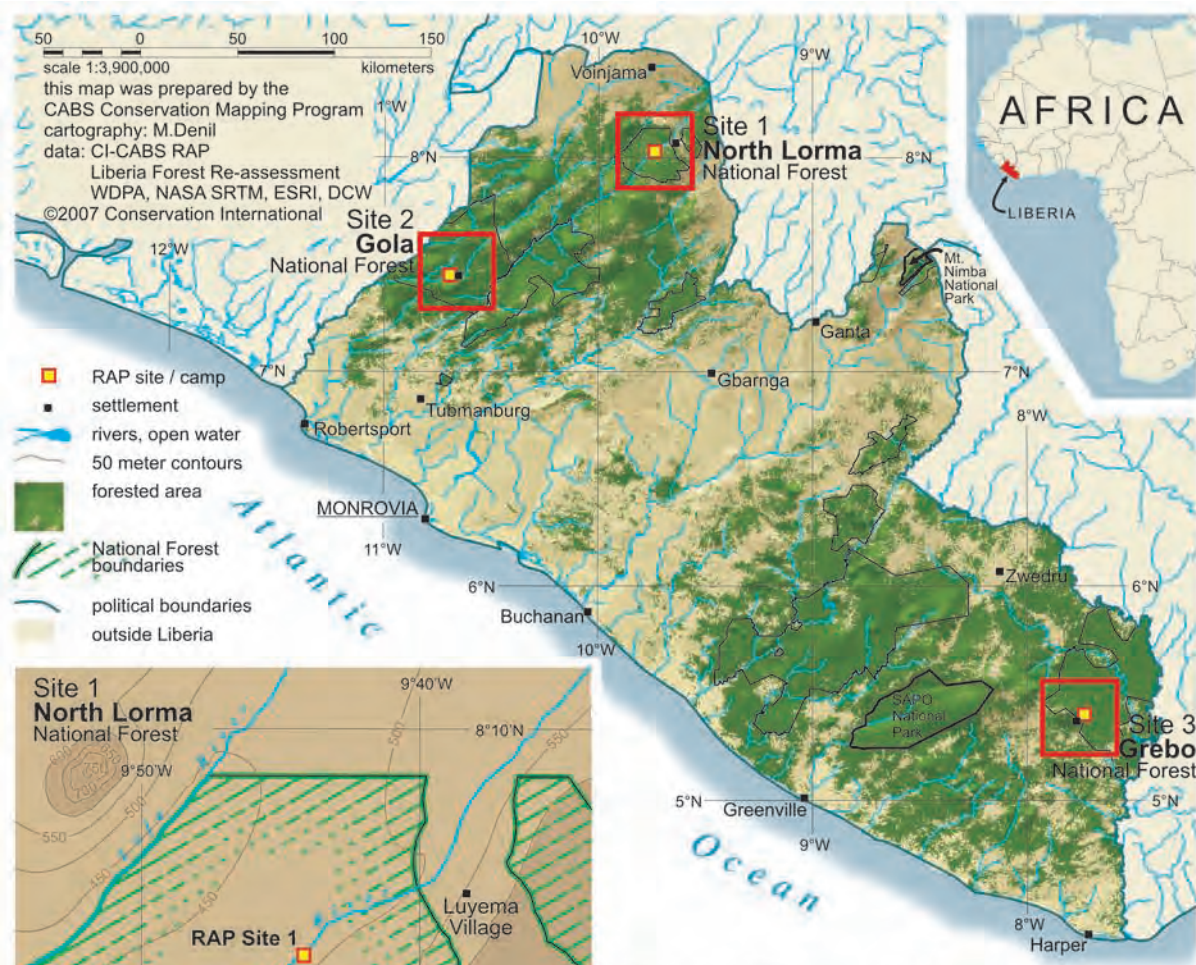 50 0 50 100 150
scale 1:3,900,000 kilometers
this map was prepared by the
CABS Conservation Mapping Program
cartography: M.Denil
data: CI-CABS RAP
Liberia Forest Re-assessment
WDPA, NASA SRTM, ESRI, DCW
©2007 Conservation International
10°W
9°W
1°W
8°N
8°N
12°W
Voinjama
Site 1
North Lorma
National Forest
Site 2
Gola
National Forest
AFRICA
LIBERIA
Mt.
Nimba
National
Park
Ganta
Gbarnga
7°N
7°N
8°W
Tubmanburg
Robertsport
MONROVIA
11°W
6°N
6°N
Buchanan
10°W
Zwedru
SAPO
National
Park
Site 3
Grebo
National Forest
Greenville
5°N
5°N
9°W
8°W
Harper
Atlantic
Ocean
RAP site / camp
settlement
rivers, open water
50 meter contours
forested area
National Forest
boundaries
political boundaries
outside Liberia
Site 1
North Lorma
National Forest
9°40'W
8°10'N
9°50'W
500
550
500
550
450
450
Luyema
Village
RAP Site 1